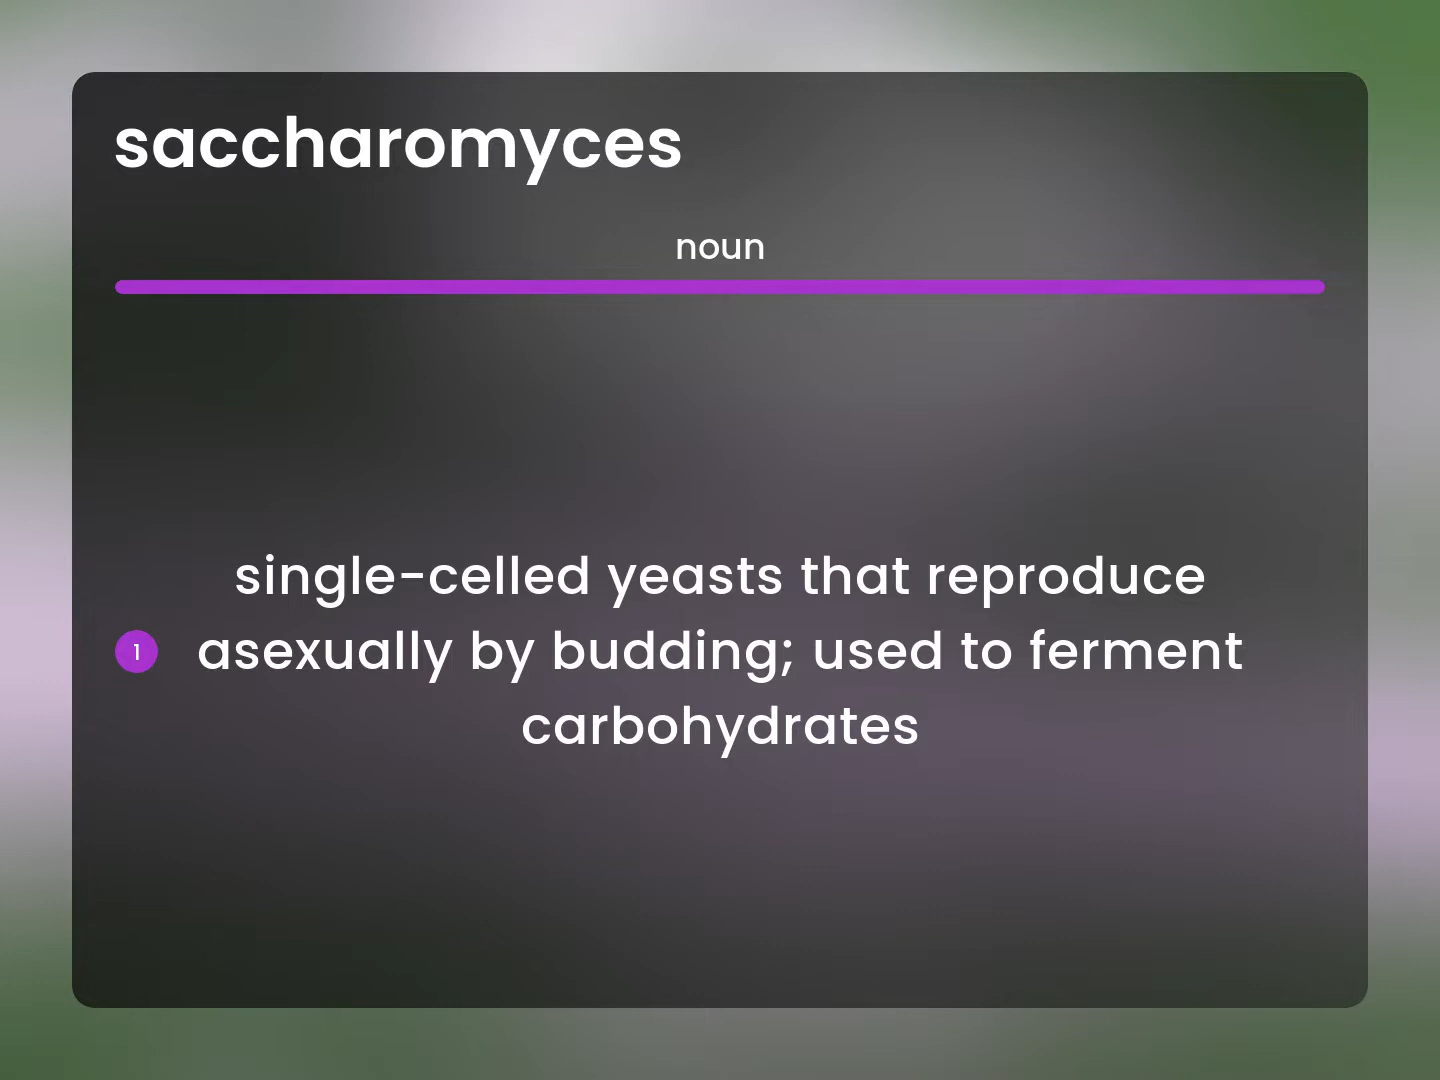 saccharomyces
noun
single-celled yeasts that reproduce
1 asexually by budding; used to ferment
carbohydrates